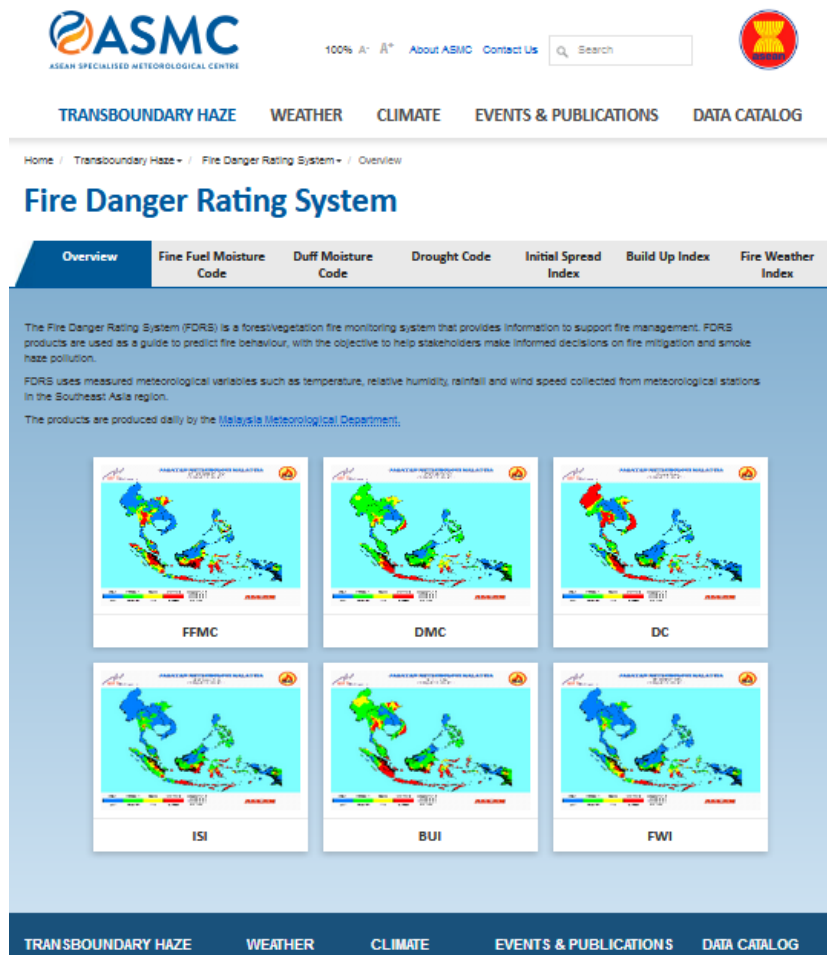 ASMC
ASEAN SPECIALISED METEOROLOGICAL CENTRE
100% A- A+ About ASMC Contact Us Search
asean
TRANSBOUNDARY HAZE WEATHER CLIMATE EVENTS & PUBLICATIONS DATA CATALOG
Home / Transboundary Haze / Fire Danger Rating System / Overview
Fire Danger Rating System
Overview Fine Fuel Moisture Code Duff Moisture Code Drought Code Initial Spread Index Build Up Index Fire Weather Index
The Fire Danger Rating System (FDRS) is a forest/vegetation fire monitoring system that provides information to support fire management. FDRS
products are used as a guide to predict fire behaviour, with the objective to help stakeholders make informed decisions on fire mitigation and smoke
haze pollution.
FDRS uses measured meteorological variables such as temperature, relative humidity, rainfall and wind speed collected from meteorological stations
in the Southeast Asia region.
The products are produced daily by the Malaysia Meteorological Department.
FFMC DMC DC
ISI BUI FWI
TRANSBOUNDARY HAZE WEATHER CLIMATE EVENTS & PUBLICATIONS DATA CATALOG